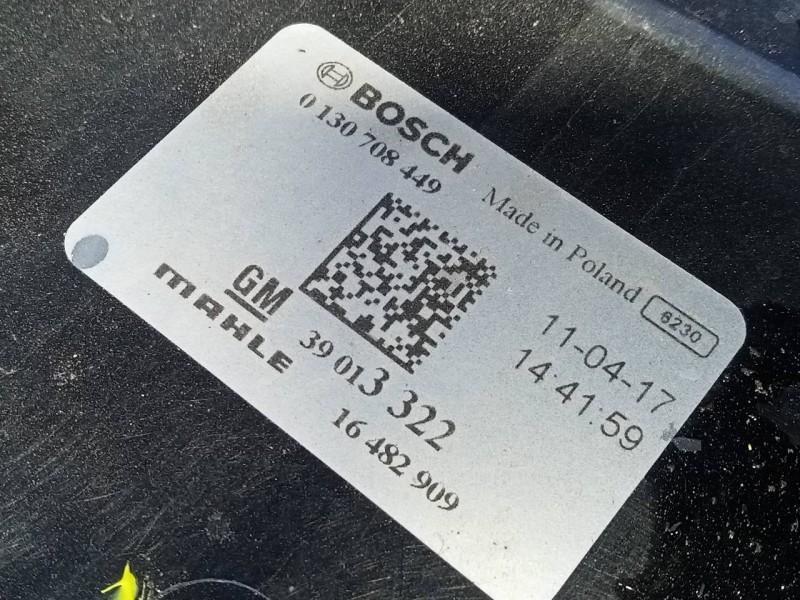 BOSCH
0 130 708 449
Made in Poland 6230
11-04-17
14:41:59
GM
MAHLE
39 013 322
16 482 909